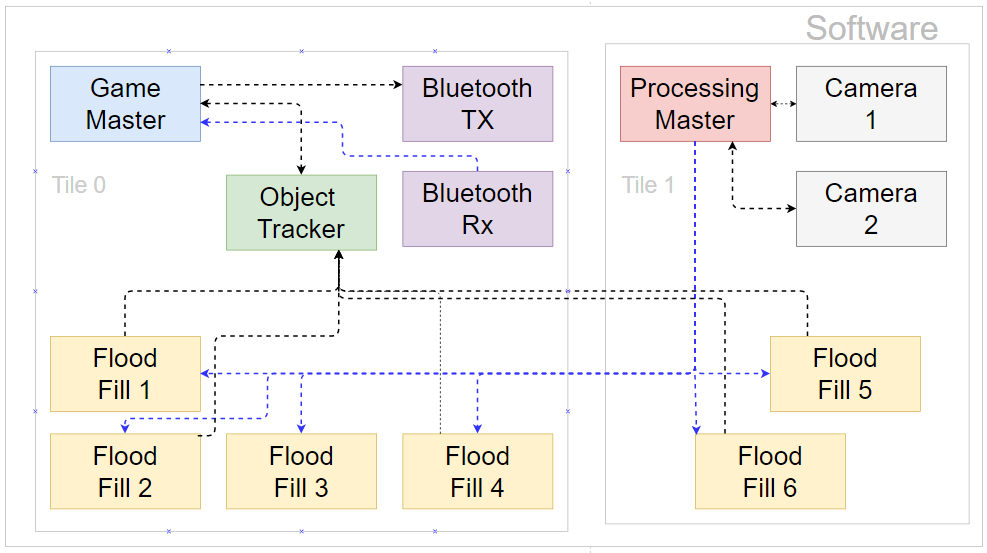 Software
Game
Master
Bluetooth
TX
Processing
Master
Camera
1
Tile 0
Object
Tracker
Bluetooth
Rx
Tile 1
Camera
2
Flood
Fill 1
Flood
Fill 5
Flood
Fill 2
Flood
Fill 3
Flood
Fill 4
Flood
Fill 6